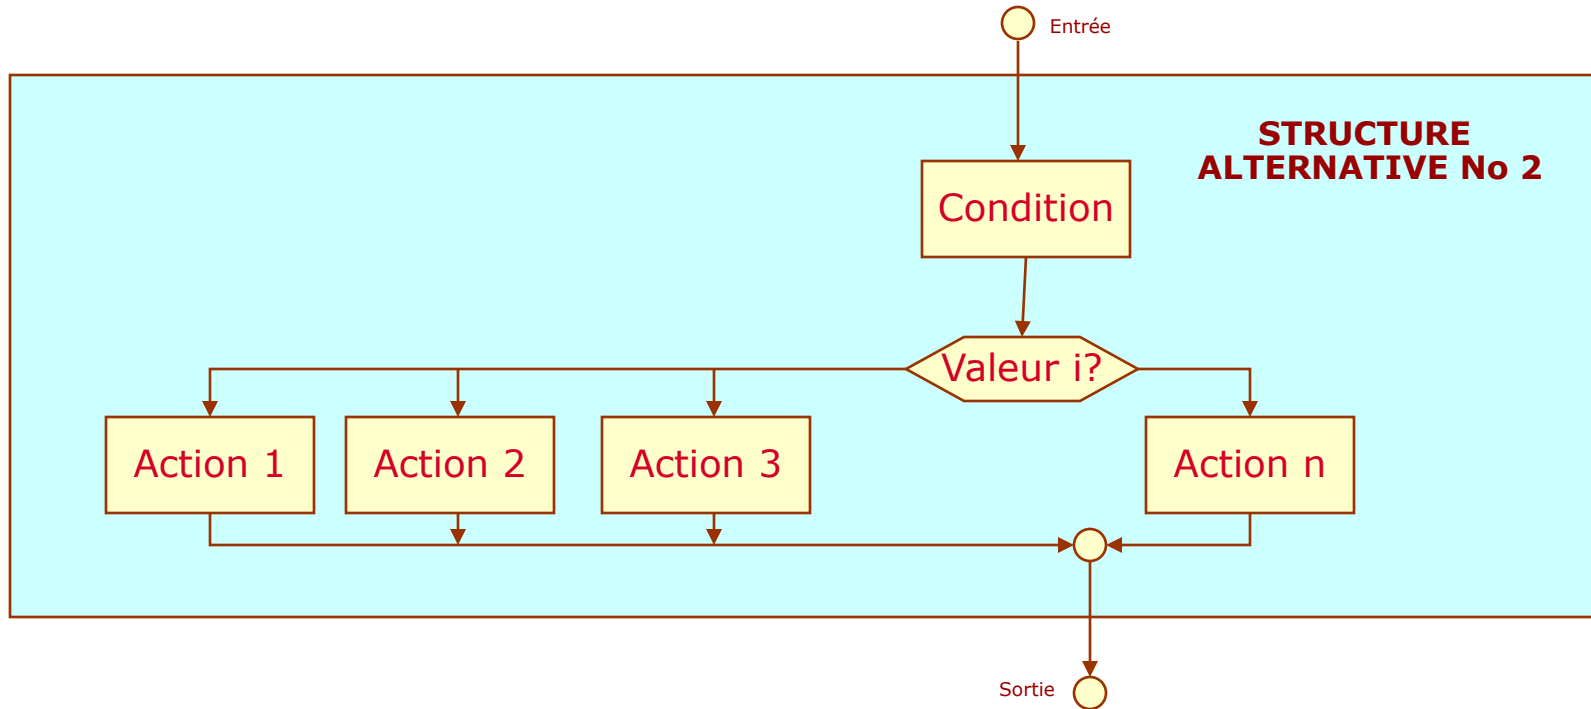 Entrée
STRUCTURE
ALTERNATIVE No 2
Condition
Valeur i?
Action 1
Action 2
Action 3
Action n
Sortie